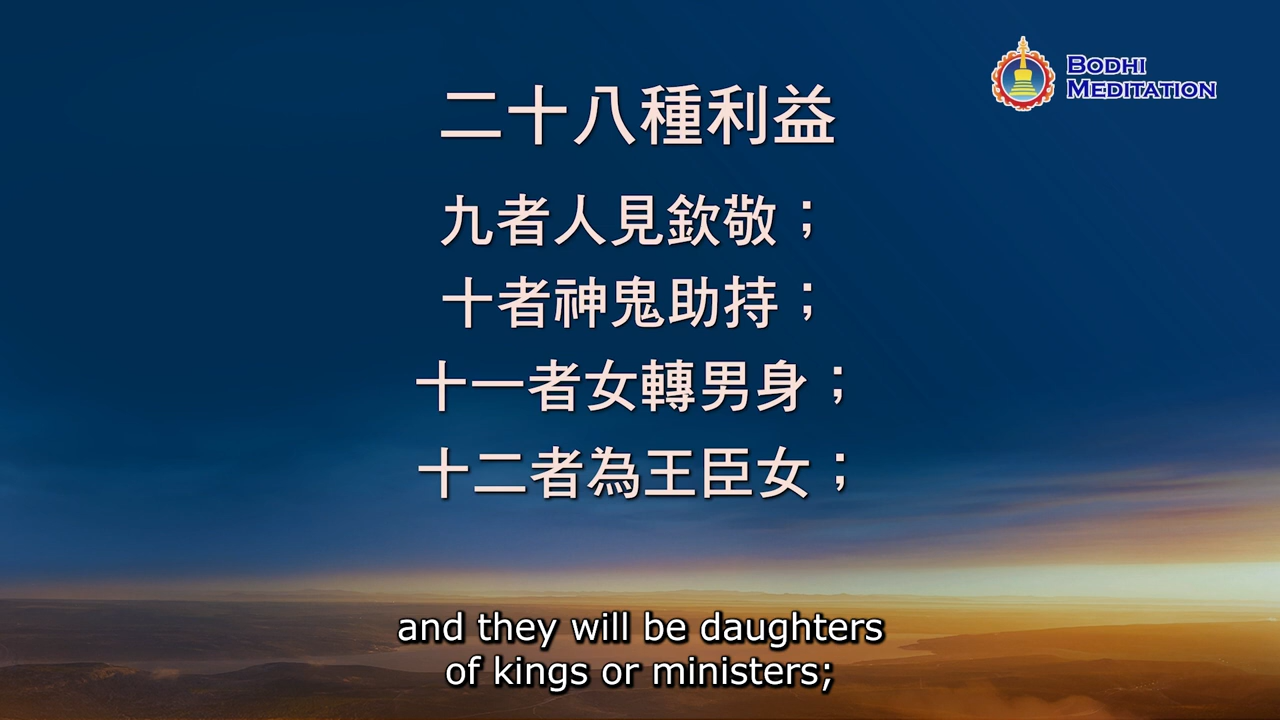 BODHI
MEDITATION
二十八種利益
九者人見欽敬；
十者神鬼助持；
十一者女轉男身；
十二者為王臣女；
and they will be daughters
of kings or ministers;